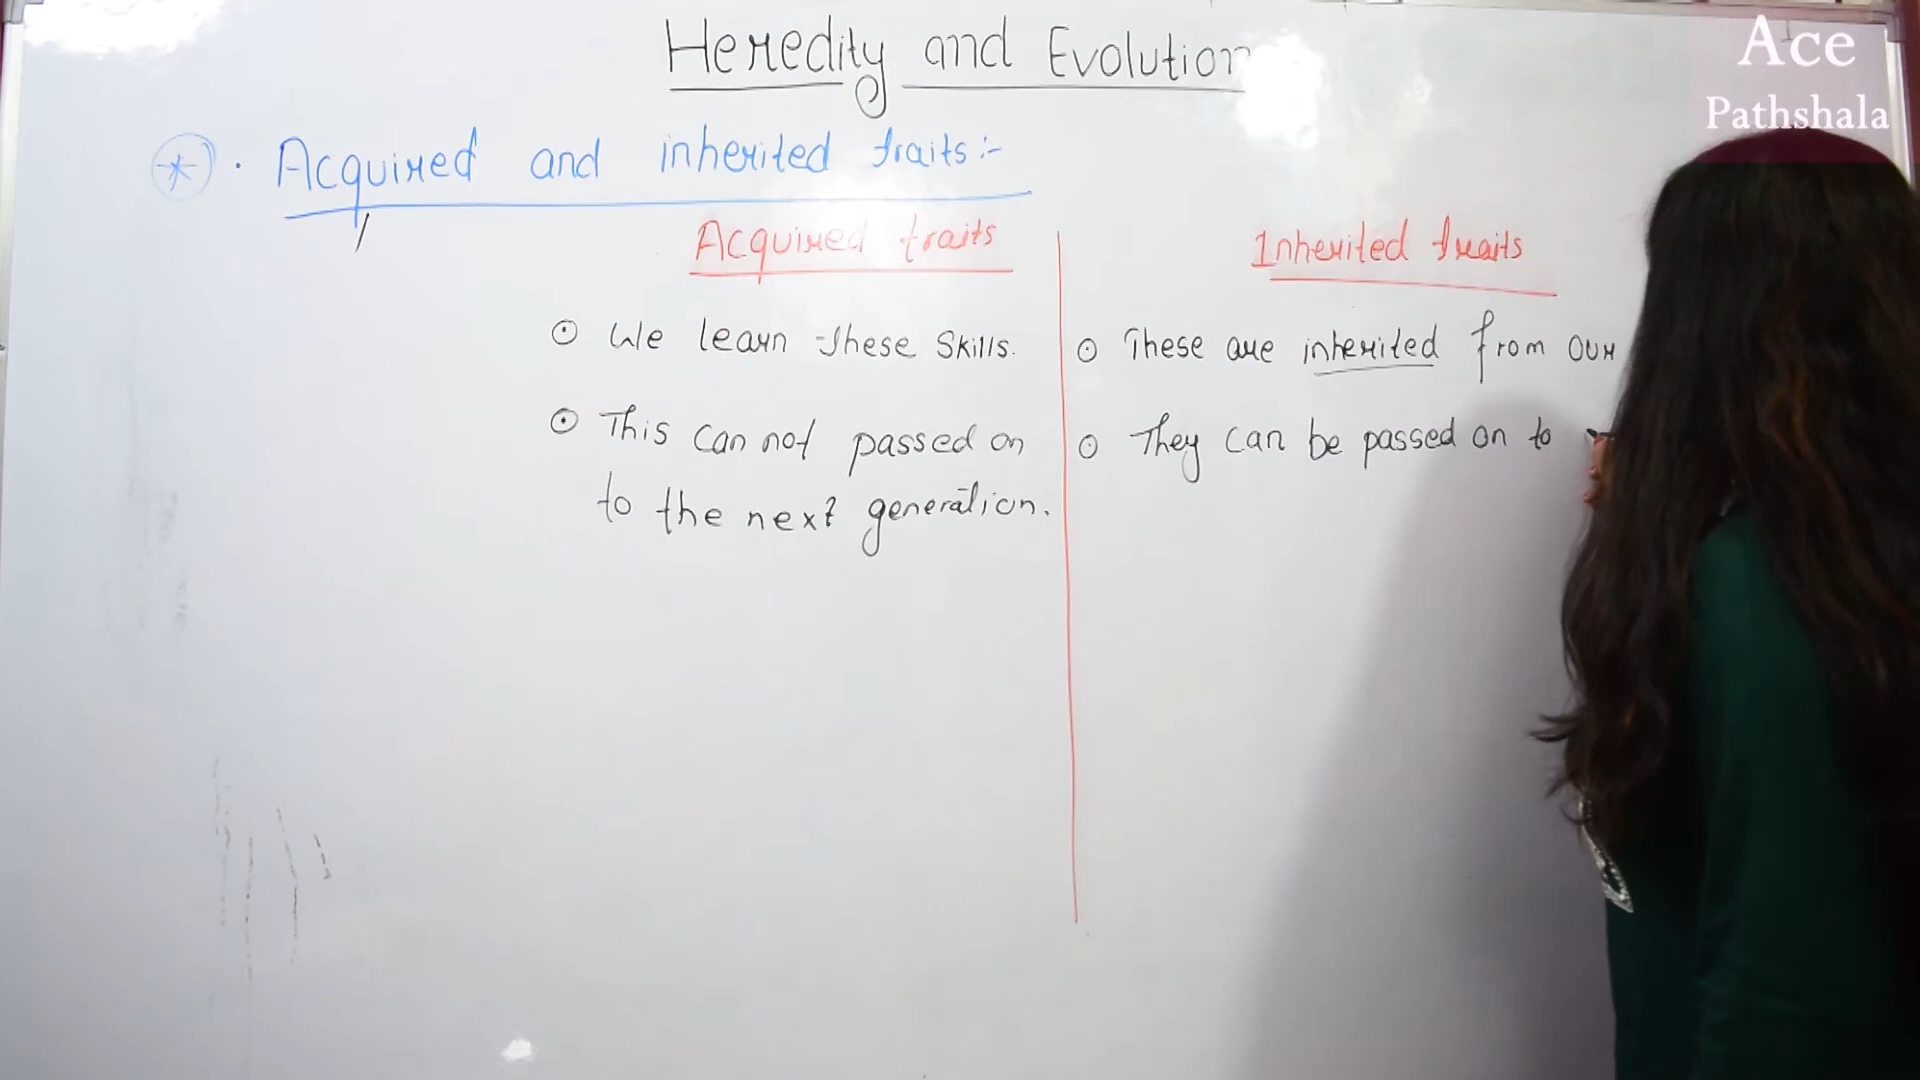 Heredity and Evolution
Ace
Pathshala
* . Acquired and inherited traits:-
Acquired traits
⊙ We learn these skills.
⊙ This can not passed on
to the next generation.
Inherited traits
⊙ These are inherited from our
⊙ They can be passed on to